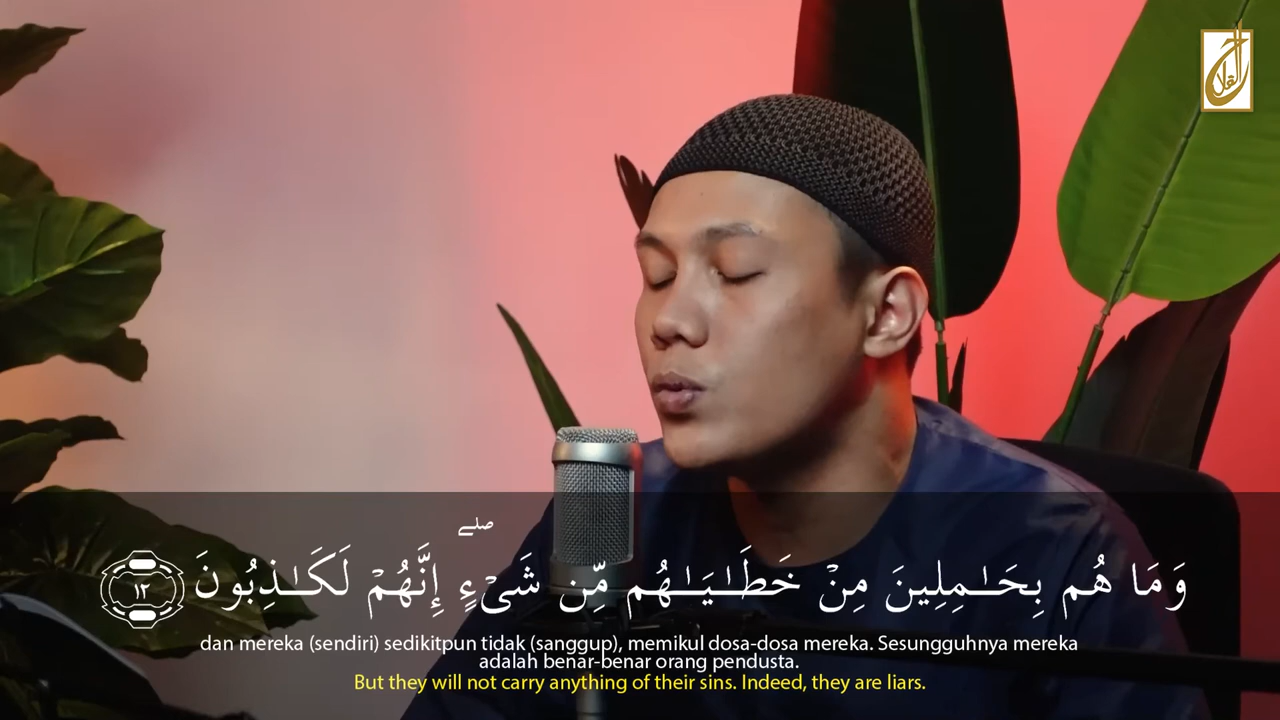 وَمَا هُم بِحَـٰمِلِينَ مِنْ خَطَـٰيَـٰهُم مِّن شَىْءٍ ۖ إِنَّهُمْ لَكَـٰذِبُونَ ١٢
dan mereka (sendiri) sedikitpun tidak (sanggup), memikul dosa-dosa mereka. Sesungguhnya mereka
adalah benar-benar orang pendusta.
But they will not carry anything of their sins. Indeed, they are liars.